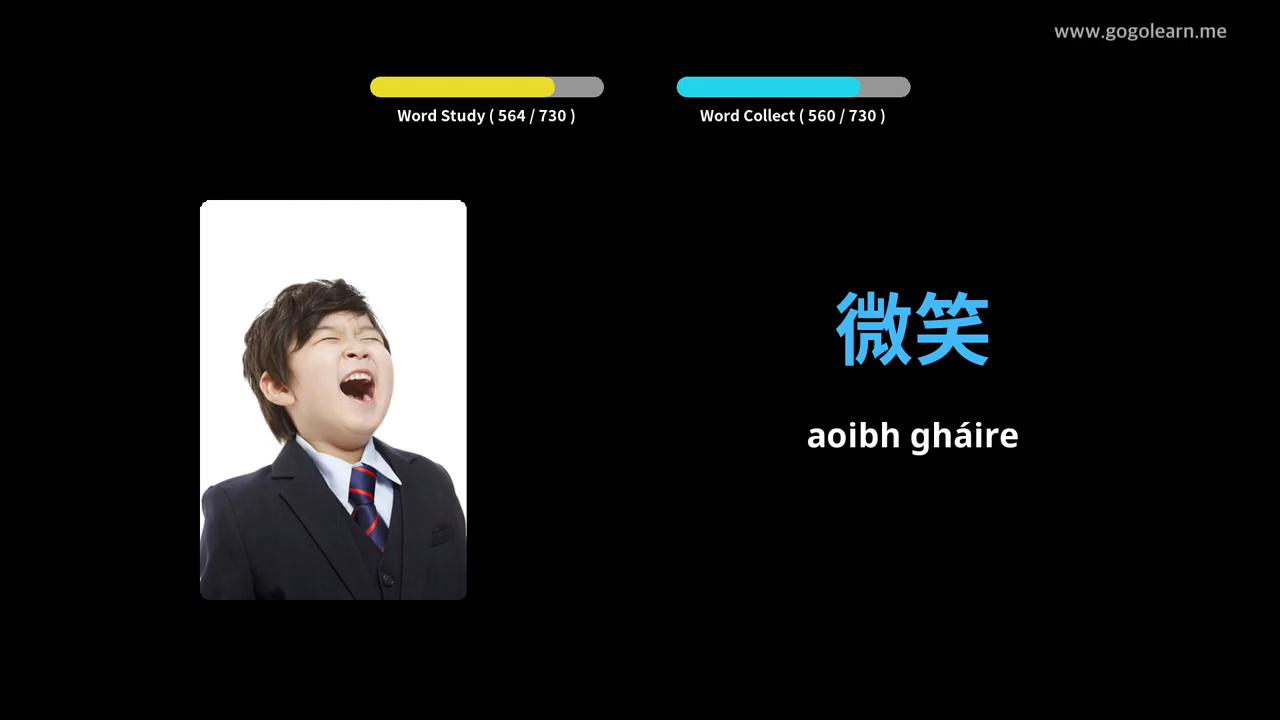 www.gogolearn.me
Word Study ( 564 / 730 )
Word Collect ( 560 / 730 )
微笑
aoibh gháire